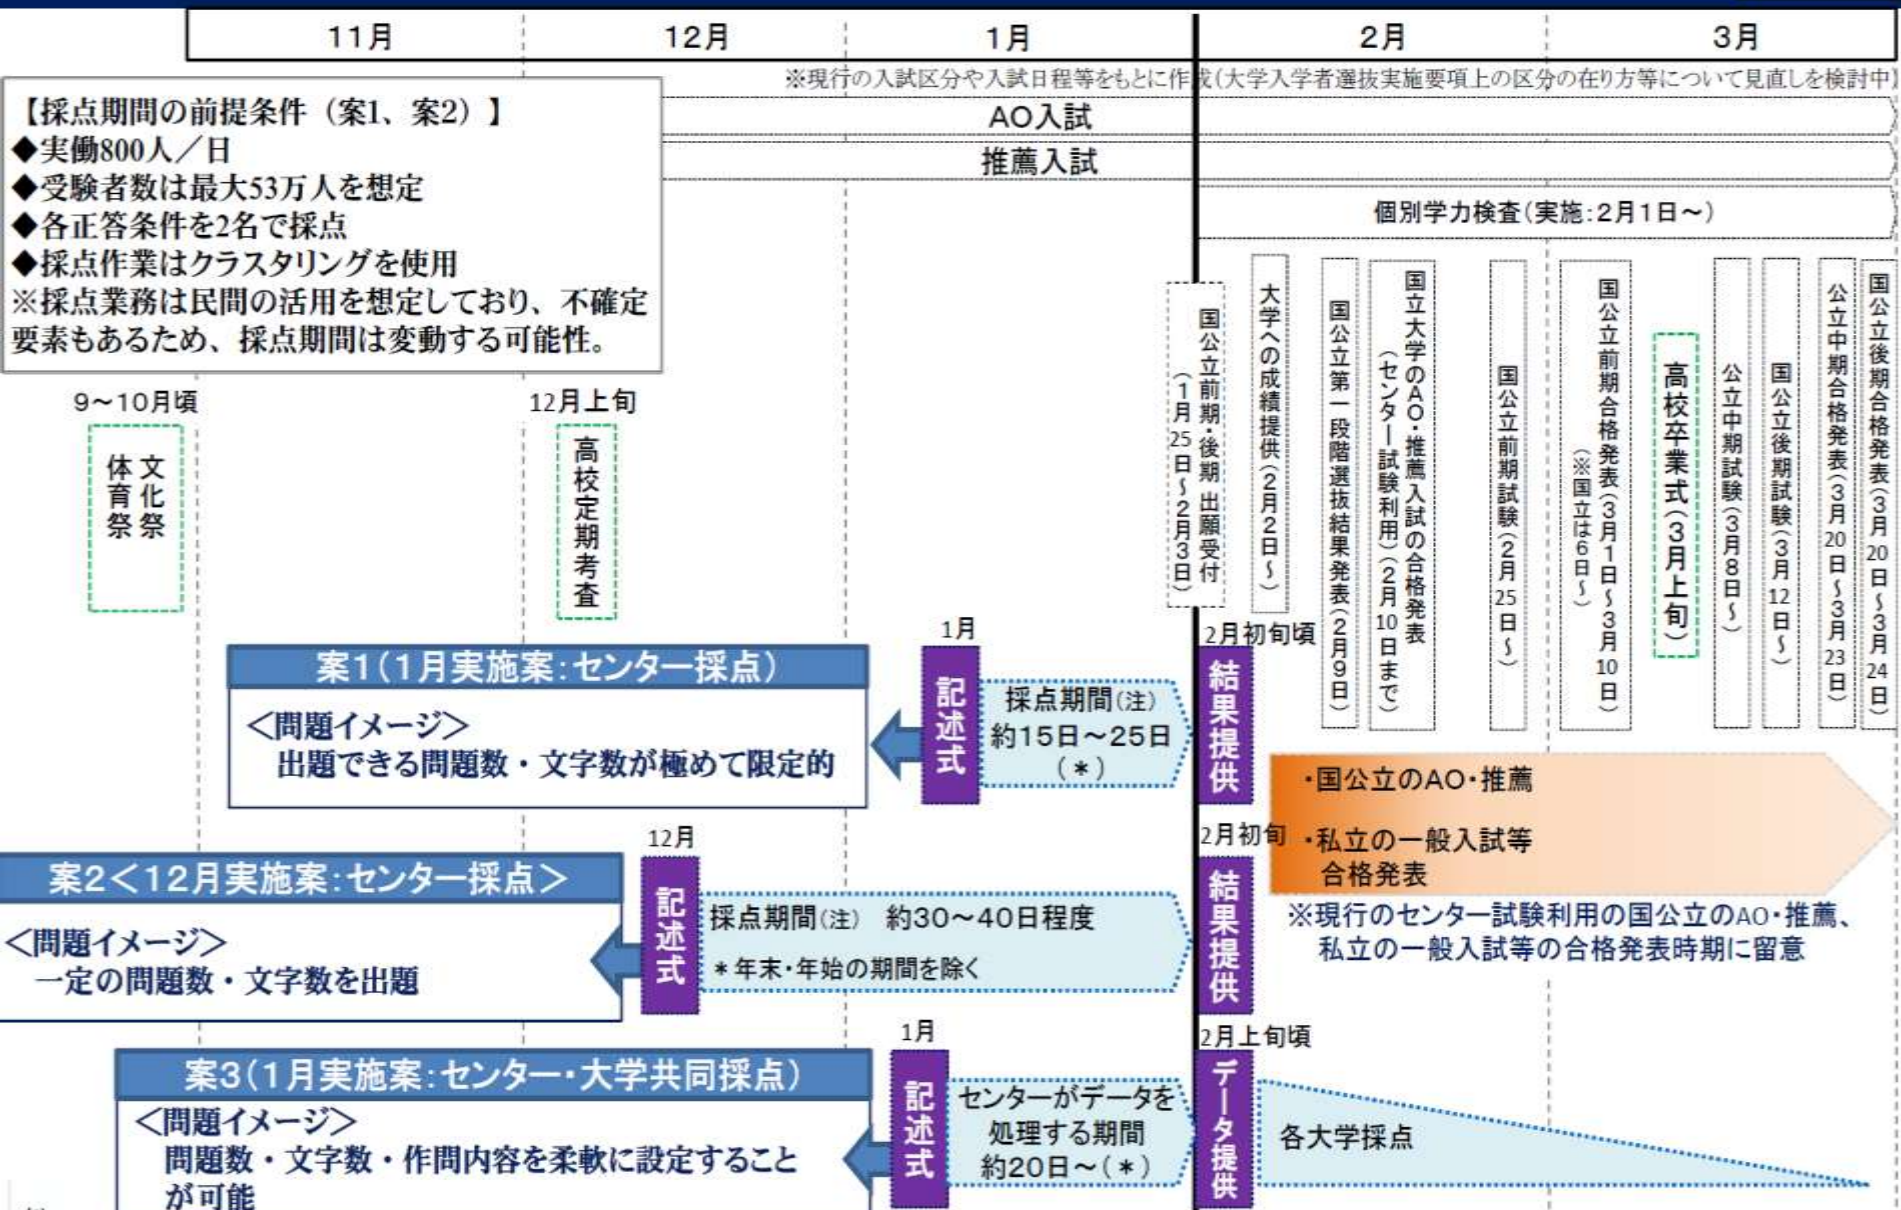 11月
12月
1月
2月
3月
※現行の入試区分や入試日程等をもとに作成(大学入学者選抜実施要項上の区分の在り方等について見直しを検討中)
AO入試
推薦入試
個別学力検査(実施:2月1日～)
【採点期間の前提条件（案1、案2）】
◆実働800人／日
◆受験者数は最大53万人を想定
◆各正答条件を2名で採点
◆採点作業はクラスタリングを使用
※採点業務は民間の活用を想定しており、不確定
要素もあるため、採点期間は変動する可能性。
9～10月頃
文化祭
体育祭
12月上旬
高校定期考査
国公立前期・後期 出願受付
(1月25日～2月3日)
大学への成績提供(2月2日～)
国公立第一段階選抜結果発表(2月9日)
国立大学のAO・推薦入試の合格発表
(センター試験利用)(2月10日まで)
国公立前期試験(2月25日～)
国公立前期合格発表(3月1日～3月10日)
(※国立は6日～)
高校卒業式(3月上旬)
公立中期試験(3月8日～)
国公立後期試験(3月12日～)
公立中期合格発表(3月20日～3月23日)
国公立後期合格発表(3月20日～3月24日)
案1(1月実施案:センター採点)
＜問題イメージ＞
出題できる問題数・文字数が極めて限定的
1月
記述式
採点期間(注)
約15日～25日
(＊)
2月初旬頃
結果提供
・国公立のAO・推薦
・私立の一般入試等
合格発表
※現行のセンター試験利用の国公立のAO・推薦、
私立の一般入試等の合格発表時期に留意
案2＜12月実施案:センター採点＞
＜問題イメージ＞
一定の問題数・文字数を出題
12月
記述式
採点期間(注)　約30～40日程度
＊年末・年始の期間を除く
2月初旬
結果提供
案3(1月実施案:センター・大学共同採点)
＜問題イメージ＞
問題数・文字数・作問内容を柔軟に設定すること
が可能
1月
記述式
センターがデータを
処理する期間
約20日～(＊)
2月上旬頃
データ提供
各大学採点